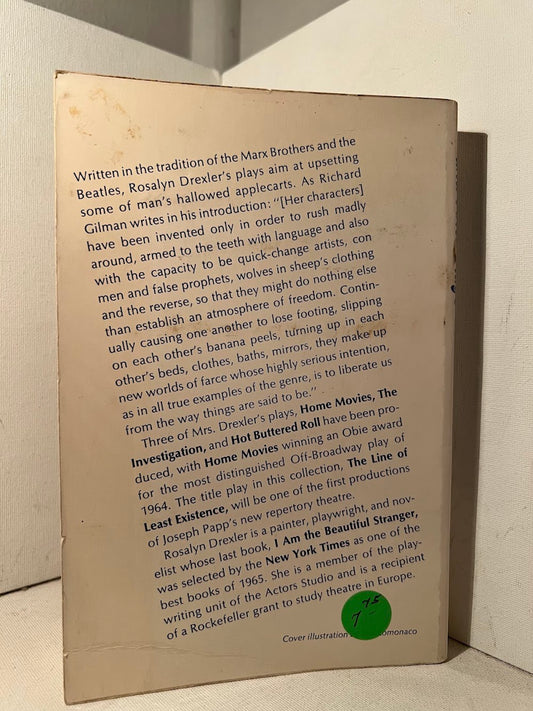 Written in the tradition of the Marx Brothers and the
Beatles, Rosalyn Drexler's plays aim at upsetting
some of man's hallowed applecarts. As Richard
Gilman writes in his introduction: "[Her characters]
have been invented only in order to rush madly
around, armed to the teeth with language and also
with the capacity to be quick-change artists, con
men and false prophets, wolves in sheep's clothing
and the reverse, so that they might do nothing else
than establish an atmosphere of freedom. Contin-
ually causing one another to lose footing, slipping
on each other's banana peels, turning up in each
other's beds, clothes, baths, mirrors, they make up
new worlds of farce whose highly serious intention,
as in all true examples of the genre, is to liberate us
from the way things are said to be."
Three of Mrs. Drexler's plays, Home Movies, The
Investigation, and Hot Buttered Roll have been pro-
duced, with Home Movies winning an Obie award
for the most distinguished Off-Broadway play of
1964. The title play in this collection, The Line of
Least Existence, will be one of the first productions
of Joseph Papp's new repertory theatre.
Rosalyn Drexler is a painter, playwright, and nov-
elist whose last book, I Am the Beautiful Stranger,
was selected by the New York Times as one of the
best books of 1965. She is a member of the play-
writing unit of the Actors Studio and is a recipient
of a Rockefeller grant to study theatre in Europe.
7 75
Cover illustration omonaco